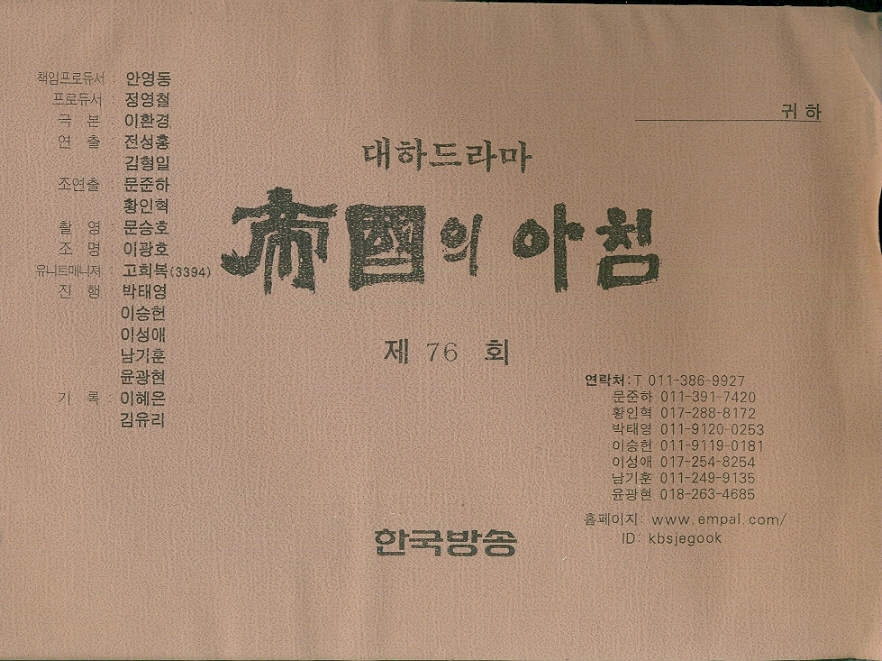 책임프로듀서 : 안영동
프로듀서 : 정영철
극 본 : 이환경
연 출 : 전성홍
김형일
조연출 : 문준하
황인혁
촬 영 : 문승호
조 명 : 이광호
유니트매니저 : 고희복(3394)
진 행 : 박태영
이승헌
이성애
남기훈
윤광현
기 록 : 이혜은
김유리
귀하
대하드라마
帝國의 아침
제 76 회
연락처:T 011-386-9927
문준하 011-391-7420
황인혁 017-288-8172
박태영 011-9120-0253
이승헌 011-9119-0181
이성애 017-254-8254
남기훈 011-249-9135
윤광현 018-263-4685
홈페이지: www.empal.com/
ID: kbsjegook
한국방송